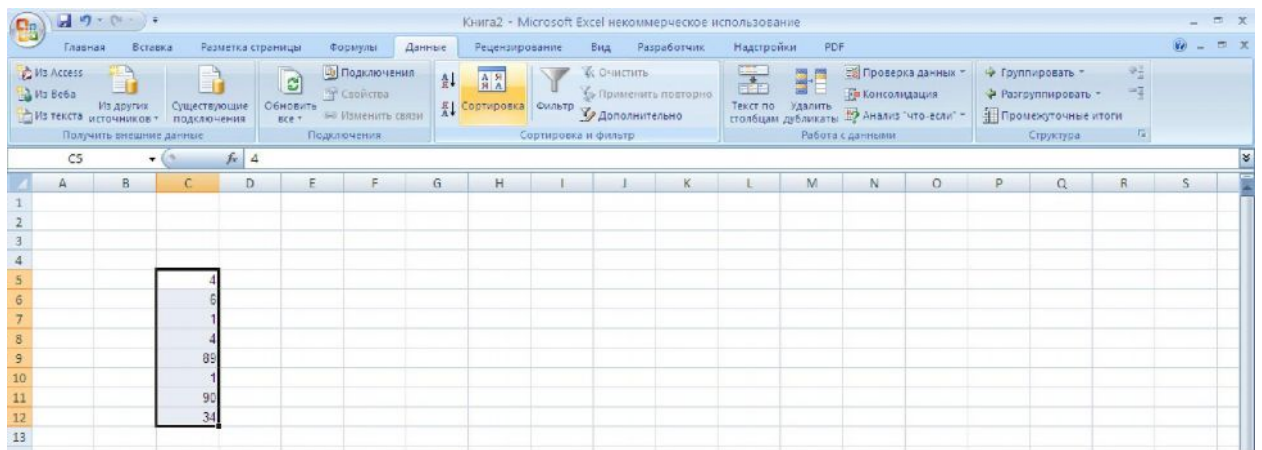 Книга2 - Microsoft Excel некоммерческое использование
Главная Вставка Разметка страницы Формулы Данные Рецензирование Вид Разработчик Надстройки PDF
Из Access
Из Веба
Из текста
Из других источников
Существующие подключения
Получить внешние данные
Обновить все
Подключения
Свойства
Изменить связи
Подключения
Сортировка
Фильтр
Очистить
Применить повторно
Дополнительно
Сортировка и фильтр
Текст по столбцам
Удалить дубликаты
Проверка данных
Консолидация
Анализ "что-если"
Работа с данными
Группировать
Разгруппировать
Промежуточные итоги
Структура
C5 fx 4
A B C D E F G H I J K L M N O P Q R S
1
2
3
4
5 4
6 6
7 1
8 4
9 89
10 1
11 90
12 34
13